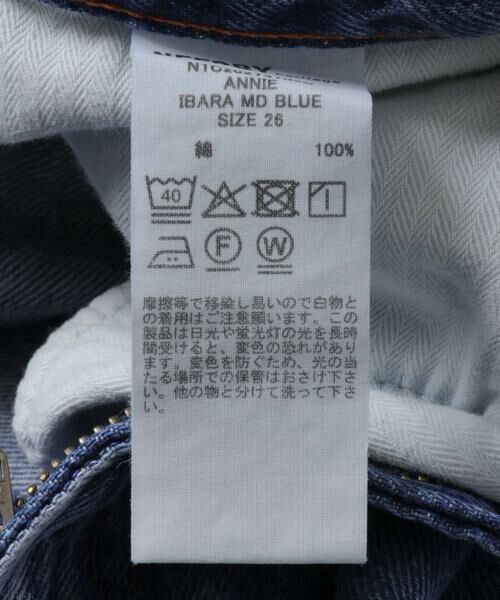 ANNIE
IBARA MD BLUE
SIZE 26
綿 100%
40
F W
摩擦等で移染し易いので白物と
の着用はご注意願います。この
製品は日光や蛍光灯の光を長時
間受けると、変色の恐れがあり
ます。変色を防ぐため、光の当
たる場所での保管はおさけ下さ
い。他の物と分けて洗って下さ
い。